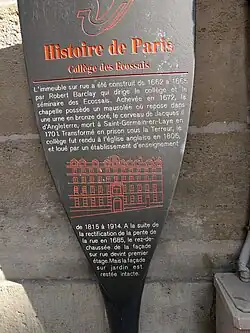 Histoire de Paris
Collège des Ecossais
L'immeuble sur rue a été construit de 1662 à 1665
par Robert Barclay qui dirige le collège et le
séminaire des Ecossais. Achevée en 1672, la
chapelle possède un mausolée où repose dans
une urne en bronze doré, le cerveau de Jacques II
d'Angleterre, mort à Saint-Germain-en-Laye en
1701. Transformé en prison sous la Terreur, le
collège fut rendu à l'église anglaise en 1806,
et loué par un établissement d'enseignement
de 1815 à 1914. A la suite de
la rectification de la pente de
la rue en 1685, le rez-de-
chaussée de la façade
sur rue devint premier
étage. Mais la façade
sur jardin est
restée intacte.